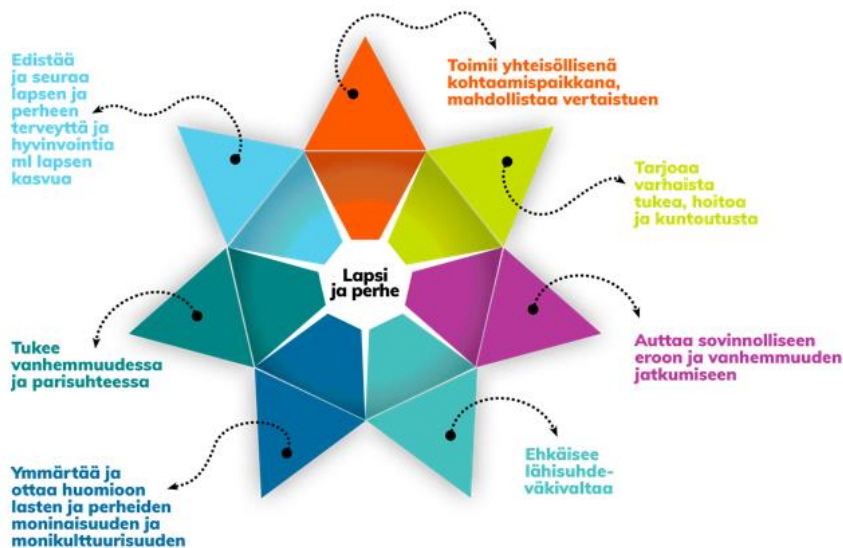 Toimii yhteisöllisenä
kohtaamispaikkana,
mahdollistaa vertaistuen
Tarjoaa
varhaista
tukea, hoitoa
ja kuntoutusta
Auttaa sovinnolliseen
eroon ja vanhemmuuden
jatkumiseen
Ehkäisee
lähisuhde-
väkivaltaa
Ymmärtää ja
ottaa huomioon
lasten ja perheiden
moninaisuuden ja
monikulttuurisuuden
Tukee
vanhemmuudessa
ja parisuhteessa
Edistää
ja seuraa
lapsen ja
perheen
terveyttä ja
hyvinvointia
ml lapsen
kasvua
Lapsi
ja perhe